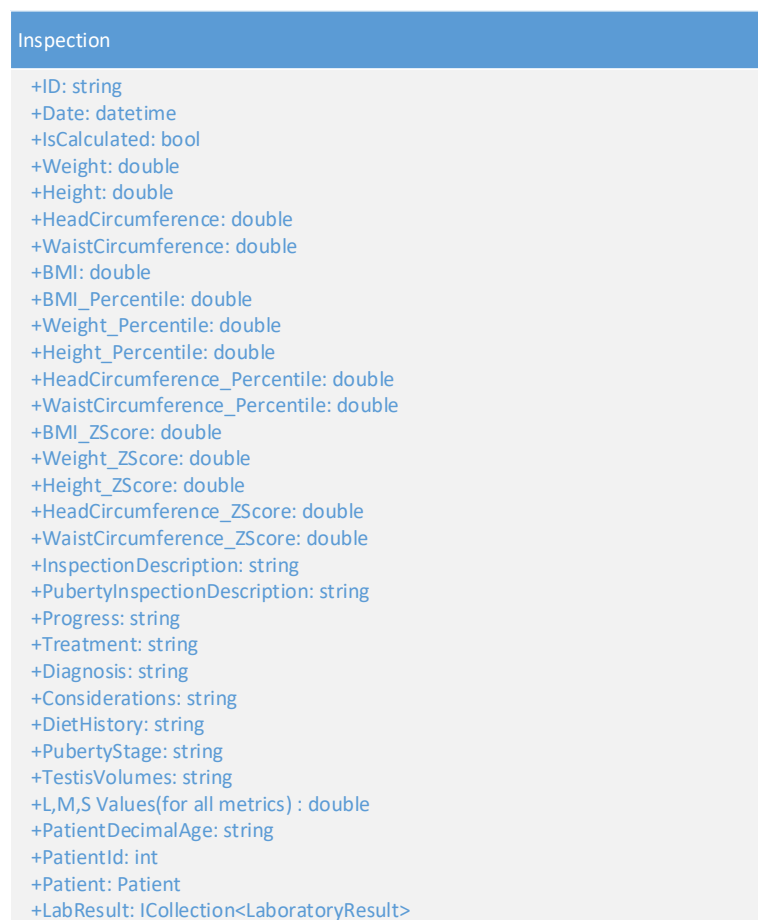 Inspection
+ID: string
+Date: datetime
+IsCalculated: bool
+Weight: double
+Height: double
+HeadCircumference: double
+WaistCircumference: double
+BMI: double
+BMI_Percentile: double
+Weight_Percentile: double
+Height_Percentile: double
+HeadCircumference_Percentile: double
+WaistCircumference_Percentile: double
+BMI_ZScore: double
+Weight_ZScore: double
+Height_ZScore: double
+HeadCircumference_ZScore: double
+WaistCircumference_ZScore: double
+InspectionDescription: string
+PubertyInspectionDescription: string
+Progress: string
+Treatment: string
+Diagnosis: string
+Considerations: string
+DietHistory: string
+PubertyStage: string
+TestisVolumes: string
+L,M,S Values(for all metrics) : double
+PatientDecimalAge: string
+PatientId: int
+Patient: Patient
+LabResult: ICollection<LaboratoryResult>